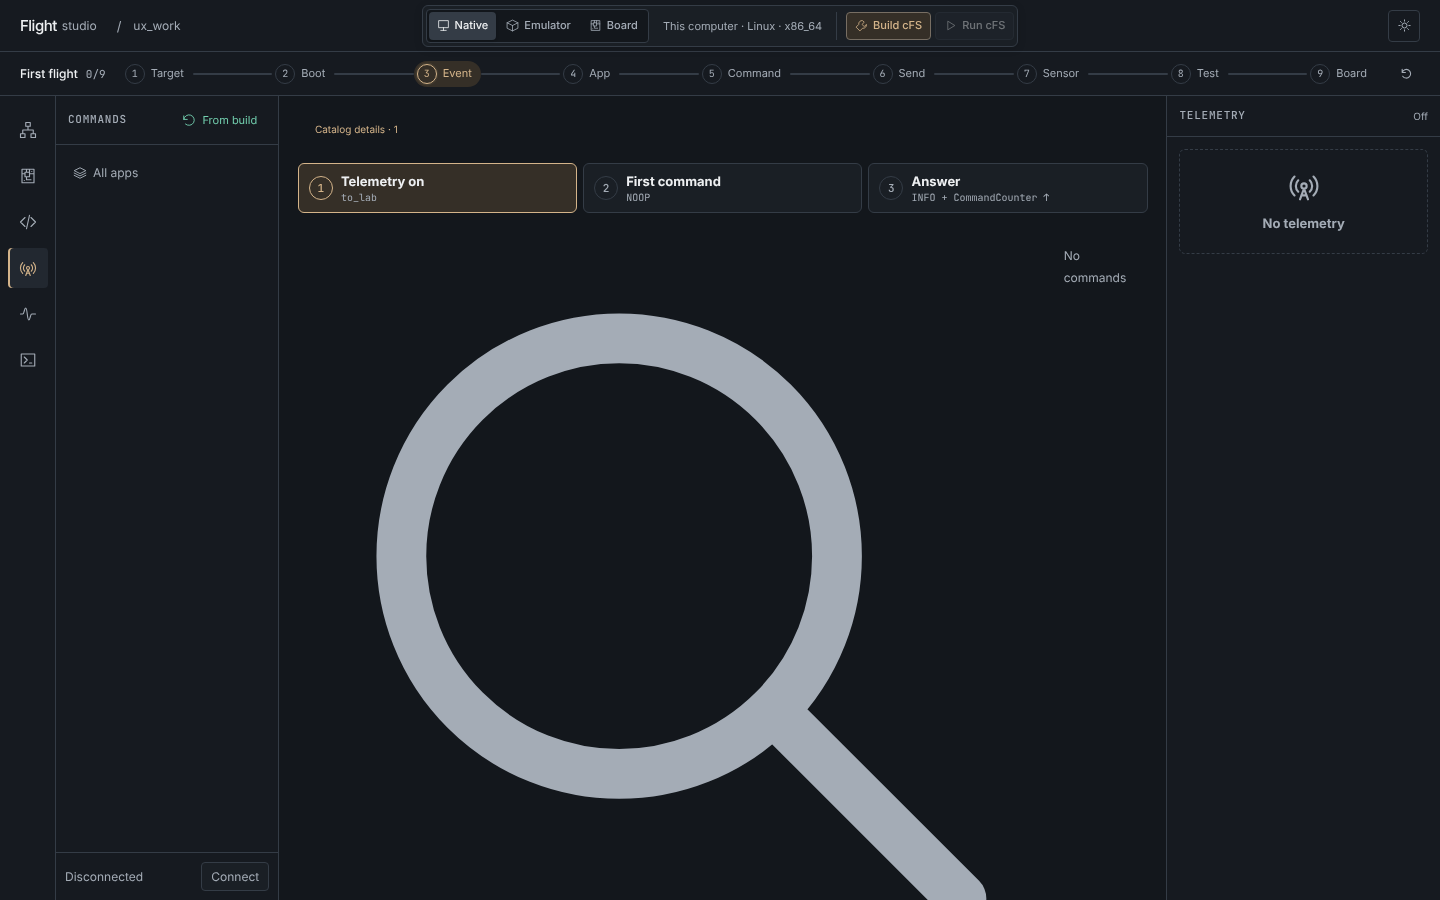 Flight studio / ux_work
Native
Emulator
Board
This computer · Linux · x86_64
Build cFS
Run cFS
First flight 0/9
1 Target
2 Boot
3 Event
4 App
5 Command
6 Send
7 Sensor
8 Test
9 Board
COMMANDS
From build
All apps
Disconnected
Connect
Catalog details · 1
1 Telemetry on
to_lab
2 First command
NOOP
3 Answer
INFO + CommandCounter ↑
No
commands
TELEMETRY
Off
No telemetry